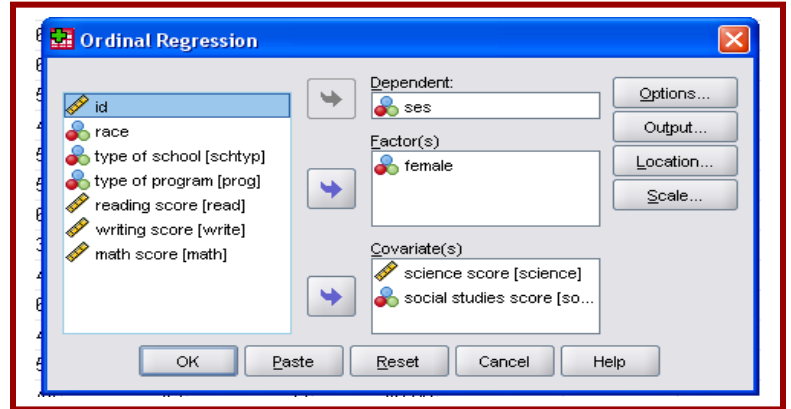 Ordinal Regression
id
race
type of school [schtyp]
type of program [prog]
reading score [read]
writing score [write]
math score [math]
Dependent:
ses
Factor(s)
female
Covariate(s)
science score [science]
social studies score [so...
Options...
Output...
Location...
Scale...
OK
Paste
Reset
Cancel
Help